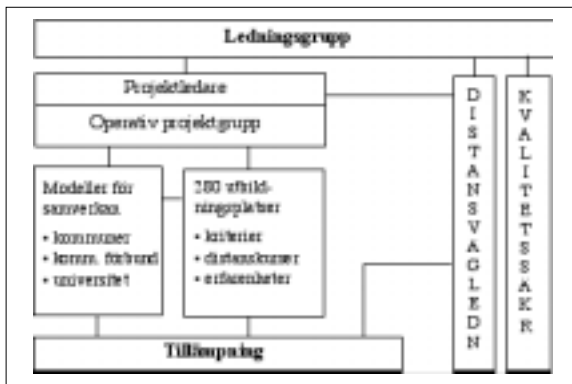 Ledningsgrupp
Projektledare
Operativ projektgrupp
Modeller för
samverkan
• kommuner
• komm. förbund
• universitet
280 utbild-
ningsplatser
• kriterier
• distanskurser
• erfarenheter
DISTANSVÄGLEDN
KVALITETSSÄKR
Tillämpning